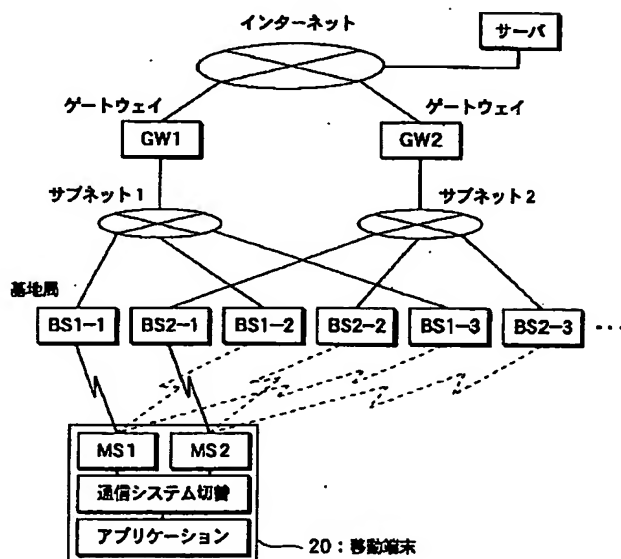 インターネット
サーバ
ゲートウェイ
ゲートウェイ
GW1
GW2
サブネット1
サブネット2
基地局
BS1-1
BS2-1
BS1-2
BS2-2
BS1-3
BS2-3
...
MS1
MS2
通信システム切替
アプリケーション
20:移動端末